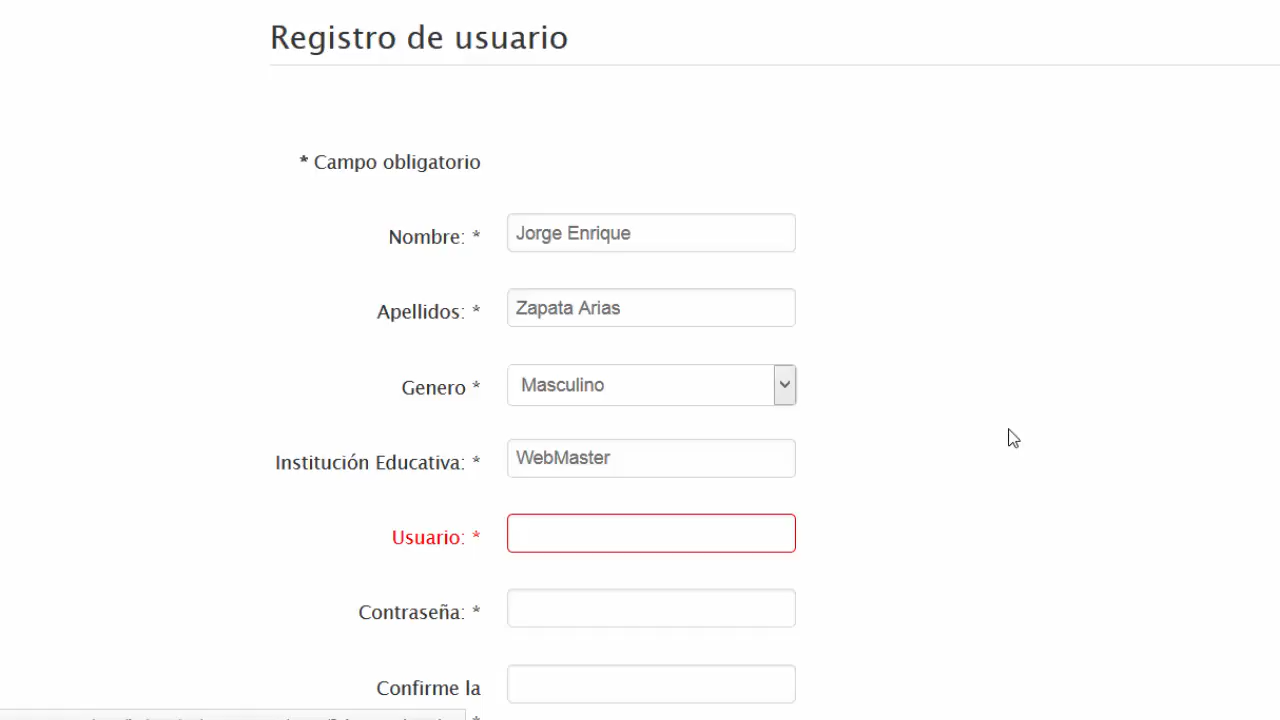 Registro de usuario
* Campo obligatorio
Nombre: * Jorge Enrique
Apellidos: * Zapata Arias
Genero * Masculino
Institución Educativa: * WebMaster
Usuario: *
Contraseña: *
Confirme la
*